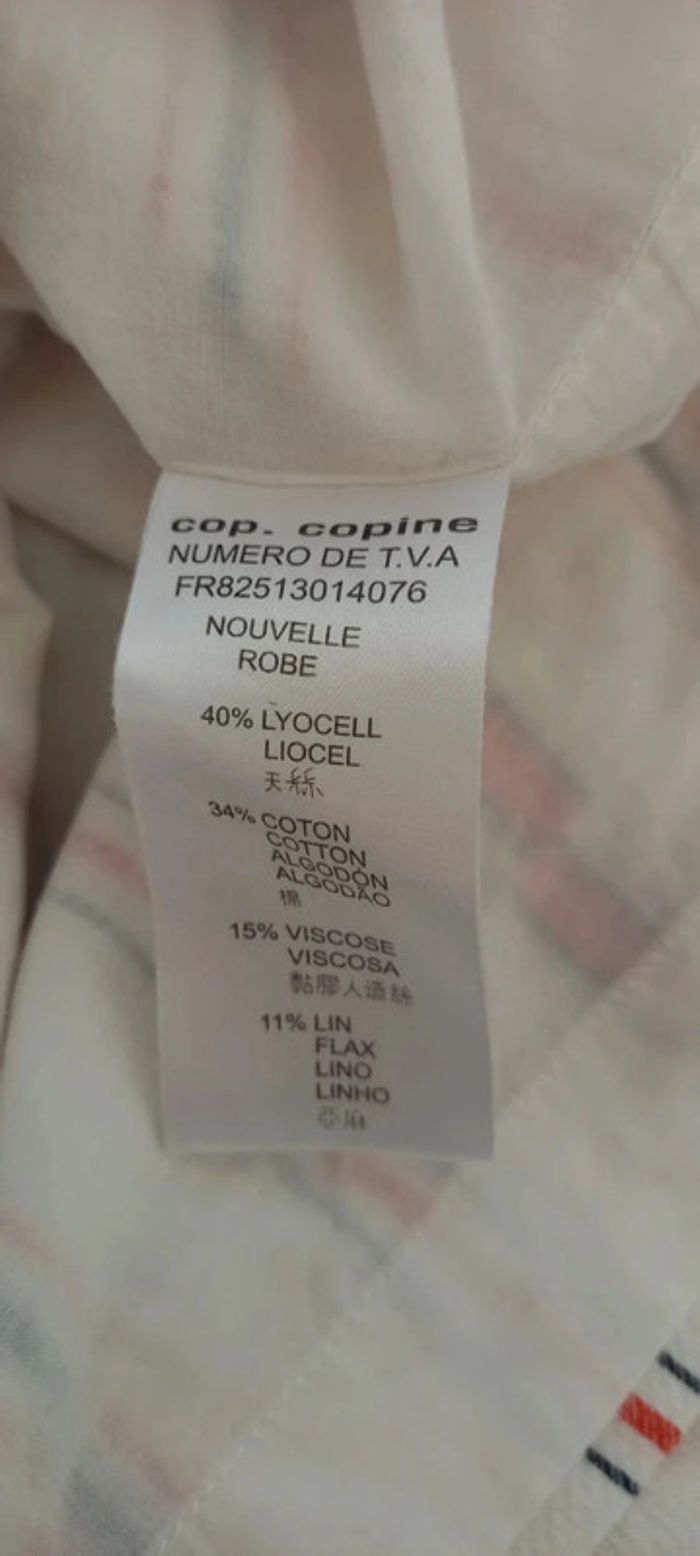 cop. copine
NUMERO DE T.V.A
FR82513014076
NOUVELLE
ROBE
40% LYOCELL
LIOCEL
天絲
34% COTON
COTTON
ALGODÓN
ALGODÃO
棉
15% VISCOSE
VISCOSA
黏膠人造絲
11% LIN
FLAX
LINO
LINHO
亞麻